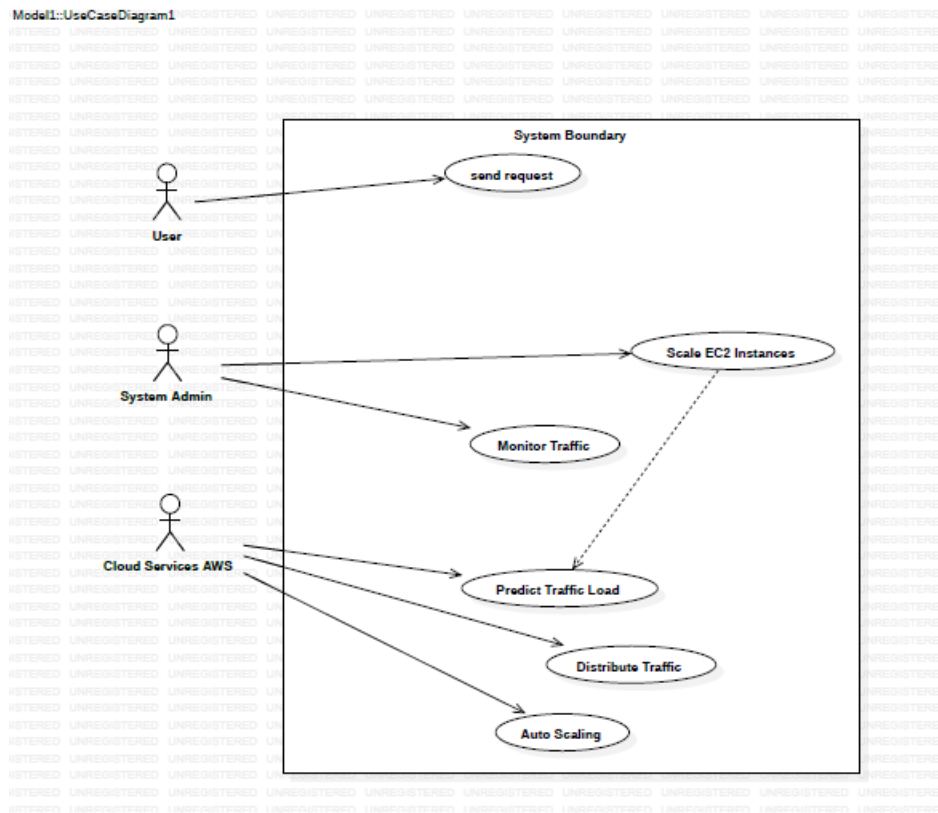 Model1::UseCaseDiagram1
System Boundary
send request
User
Scale EC2 Instances
System Admin
Monitor Traffic
Cloud Services AWS
Predict Traffic Load
Distribute Traffic
Auto Scaling
UNREGISTERED